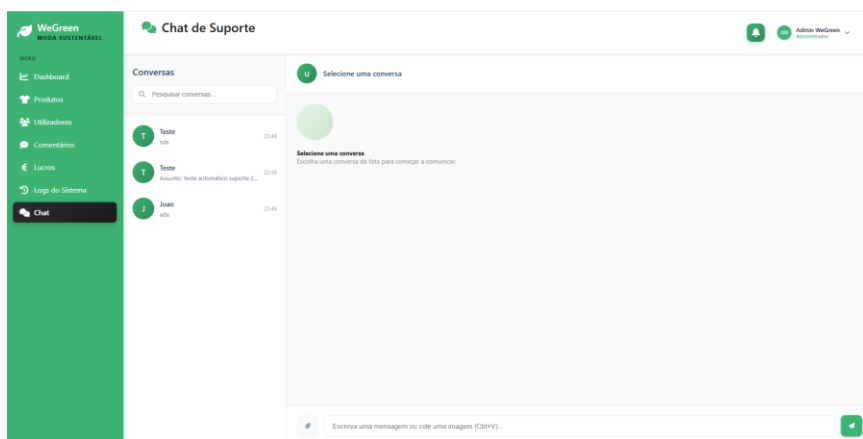 WeGreen
MODA SUSTENTÁVEL
MENU
Dashboard
Produtos
Utilizadores
Comentários
Lucros
Logs do Sistema
Chat
Chat de Suporte
AW
Admin WeGreen
Administrador
Conversas
Pesquisar conversas...
T
Teste
sda
22:44
T
Teste
Assunto: Teste automático suporte 2...
22:18
J
Joao
ada
22:49
U
Selecione uma conversa
Selecione uma conversa
Escolha uma conversa da lista para começar a comunicar.
Escreva uma mensagem ou cole uma imagem (Ctrl+V)...